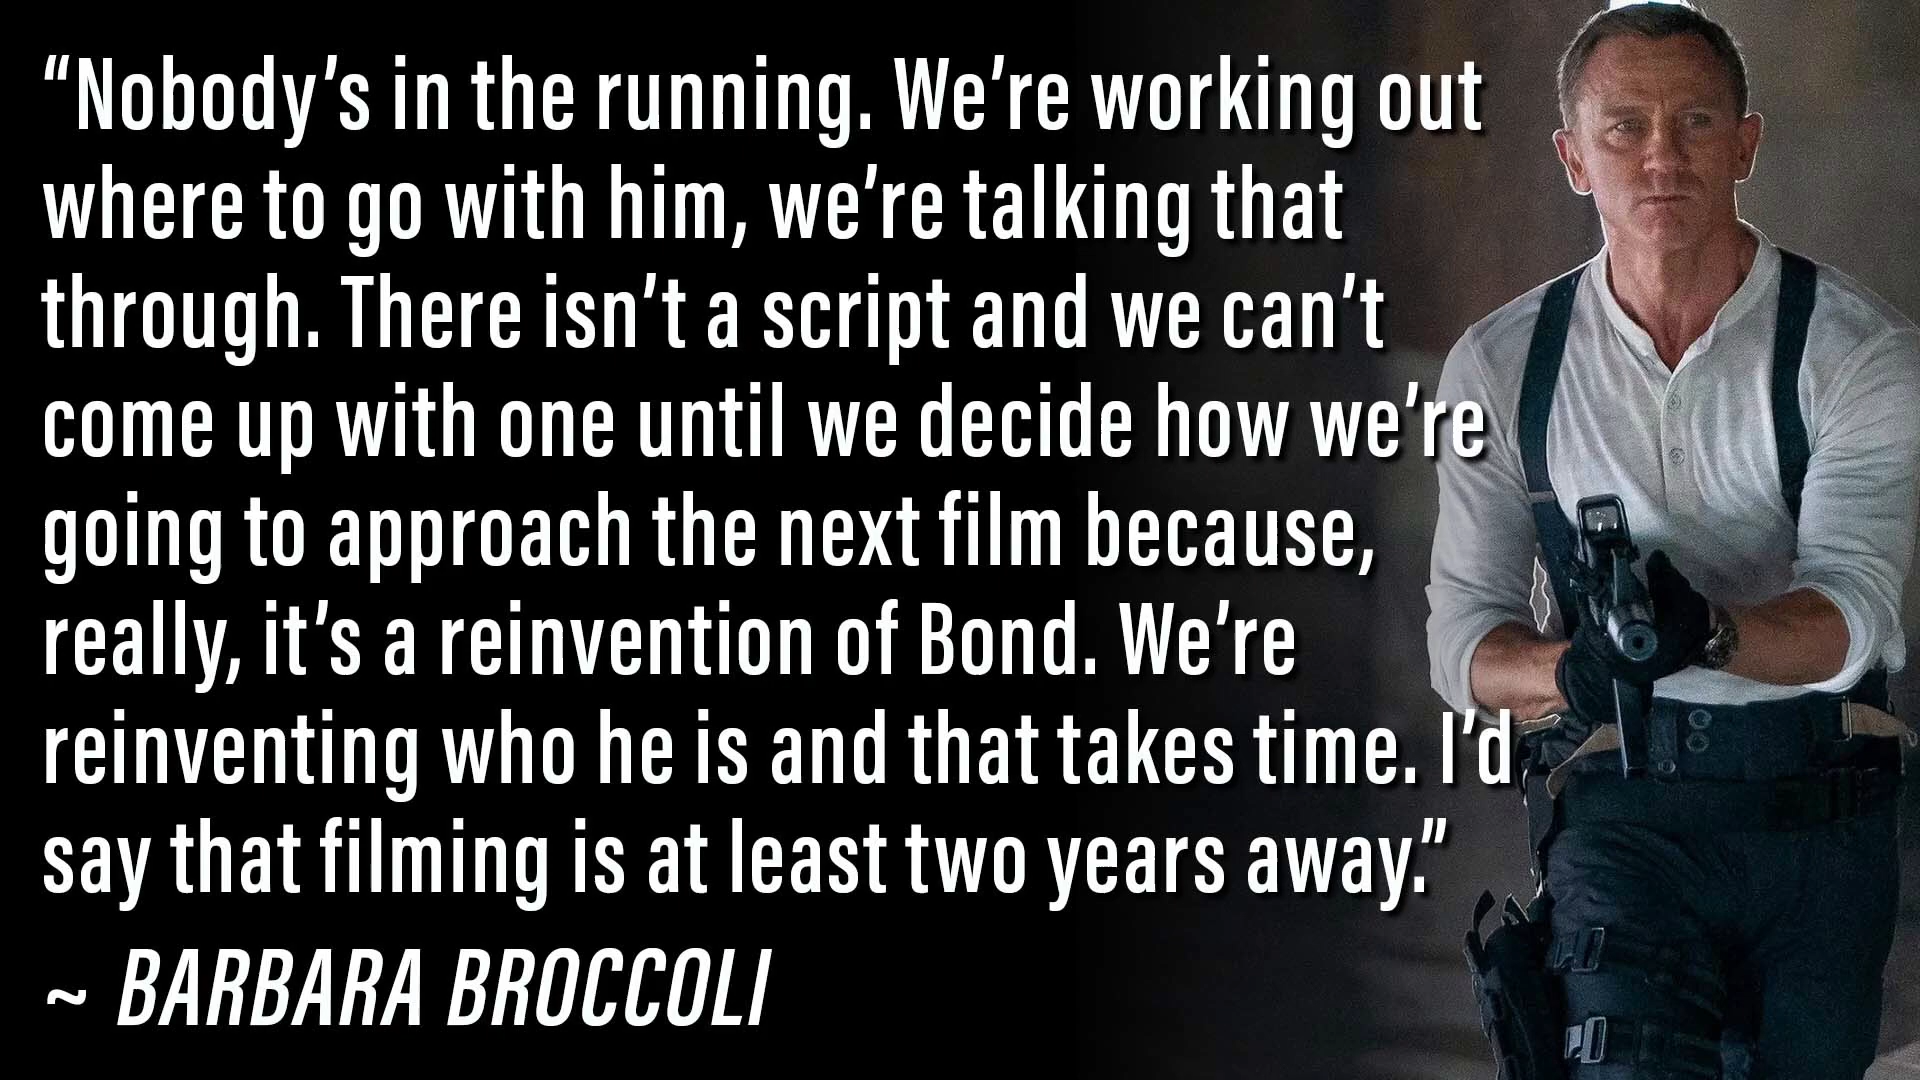 “Nobody’s in the running. We’re working out
where to go with him, we’re talking that
through. There isn’t a script and we can’t
come up with one until we decide how we’re
going to approach the next film because,
really, it’s a reinvention of Bond. We’re
reinventing who he is and that takes time. I’d
say that filming is at least two years away.”
~ BARBARA BROCCOLI